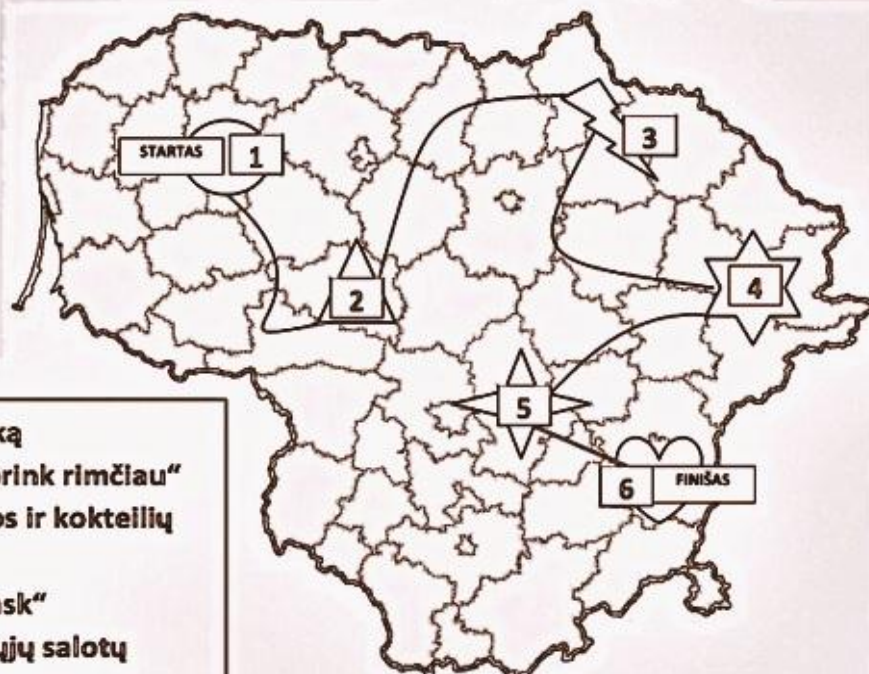 STARTAS
1
3
2
4
5
6
FINIŠAS
ką
rink rimčiau“
os ir kokteilių
sk“
ųjų salotų